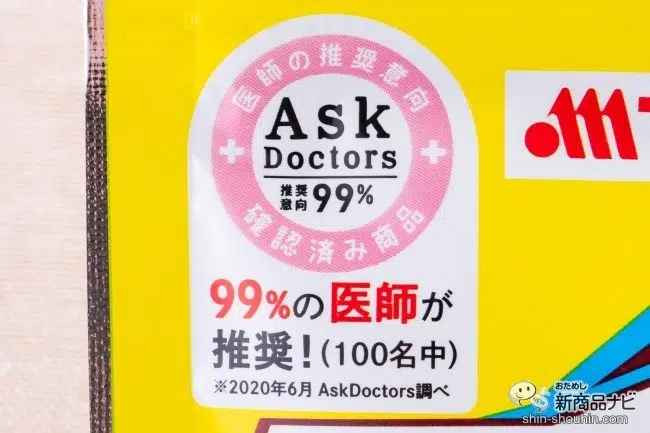 医師の推奨意向
Ask
Doctors
推奨
意向 99%
確認済み商品
99%の医師が
推奨!(100名中)
※2020年6月 AskDoctors調べ
おためし
新商品ナビ
shin-shouhin.com